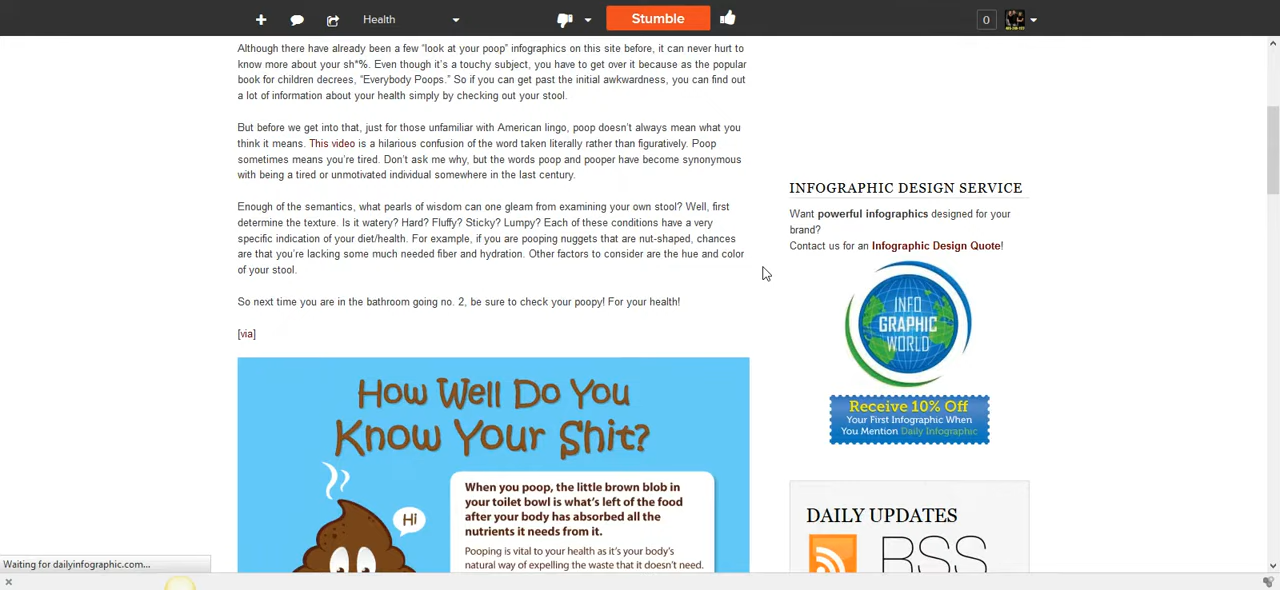 Health
Stumble
0
Although there have already been a few “look at your poop” infographics on this site before, it can never hurt to
know more about your sh*%. Even though it’s a touchy subject, you have to get over it because as the popular
book for children decrees, “Everybody Poops.” So if you can get past the initial awkwardness, you can find out
a lot of information about your health simply by checking out your stool.
But before we get into that, just for those unfamiliar with American lingo, poop doesn’t always mean what you
think it means. This video is a hilarious confusion of the word taken literally rather than figuratively. Poop
sometimes means you’re tired. Don’t ask me why, but the words poop and pooper have become synonymous
with being a tired or unmotivated individual somewhere in the last century.
Enough of the semantics, what pearls of wisdom can one gleam from examining your own stool? Well, first
determine the texture. Is it watery? Hard? Fluffy? Sticky? Lumpy? Each of these conditions have a very
specific indication of your diet/health. For example, if you are pooping nuggets that are nut-shaped, chances
are that you’re lacking some much needed fiber and hydration. Other factors to consider are the hue and color
of your stool.
So next time you are in the bathroom going no. 2, be sure to check your poopy! For your health!
[via]
How Well Do You
Know Your Shit?
Hi
When you poop, the little brown blob in
your toilet bowl is what’s left of the food
after your body has absorbed all the
nutrients it needs from it.
Pooping is vital to your health as it’s your body’s
natural way of expelling the waste that it doesn’t need.
INFOGRAPHIC DESIGN SERVICE
Want powerful infographics designed for your
brand?
Contact us for an Infographic Design Quote!
INFO
GRAPHIC
WORLD
Receive 10% Off
Your First Infographic When
You Mention Daily Infographic
DAILY UPDATES
RSS
Waiting for dailyinfographic.com...